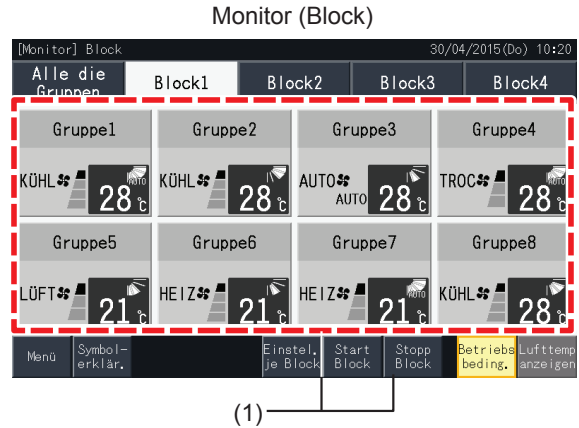 Monitor (Block)
[Monitor] Block 30/04/2015(Do) 10:20
Alle die
Gruppen
Block1 Block2 Block3 Block4
Gruppe1 Gruppe2 Gruppe3 Gruppe4
KÜHL AUTO 28 °C KÜHL 28 °C AUTO AUTO 28 °C TROC AUTO 28 °C
Gruppe5 Gruppe6 Gruppe7 Gruppe8
LÜFT 21 °C HEIZ 21 °C HEIZ AUTO 21 °C KÜHL 28 °C
Menü Symbol- Einstel. Start Stopp Betriebs Lufttemp
erklär. je Block Block Block beding. anzeigen
(1)